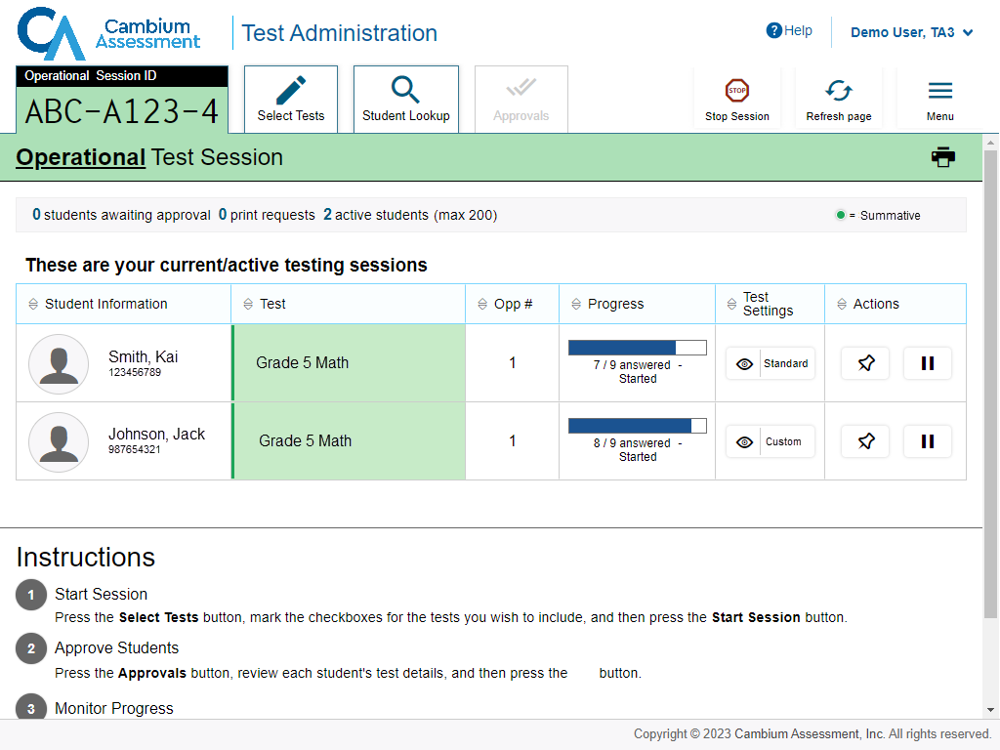 Cambium
Assessment
Test Administration
? Help
Demo User, TA3
Operational Session ID
ABC-A123-4
Select Tests
Student Lookup
Approvals
STOP
Stop Session
Refresh page
Menu
Operational Test Session
0 students awaiting approval 0 print requests 2 active students (max 200)
= Summative
These are your current/active testing sessions
Student Information
Test
Opp #
Progress
Test
Settings
Actions
Smith, Kai
123456789
Grade 5 Math
1
7 / 9 answered -
Started
Standard
Johnson, Jack
987654321
Grade 5 Math
1
8 / 9 answered -
Started
Custom
Instructions
1 Start Session
Press the Select Tests button, mark the checkboxes for the tests you wish to include, and then press the Start Session button.
2 Approve Students
Press the Approvals button, review each student's test details, and then press the button.
3 Monitor Progress
Copyright © 2023 Cambium Assessment, Inc. All rights reserved.